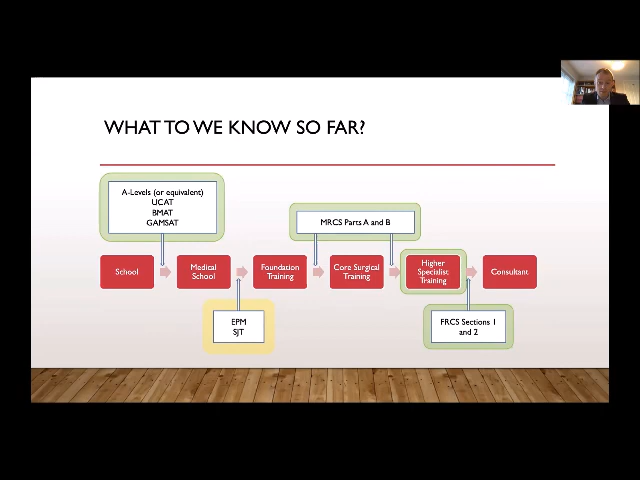 WHAT TO WE KNOW SO FAR?
A-Levels (or equivalent)
UCAT
BMAT
GAMSAT
MRCS Parts A and B
School
Medical
School
Foundation
Training
Core Surgical
Training
Higher
Specialist
Training
Consultant
EPM
SJT
FRCS Sections 1
and 2